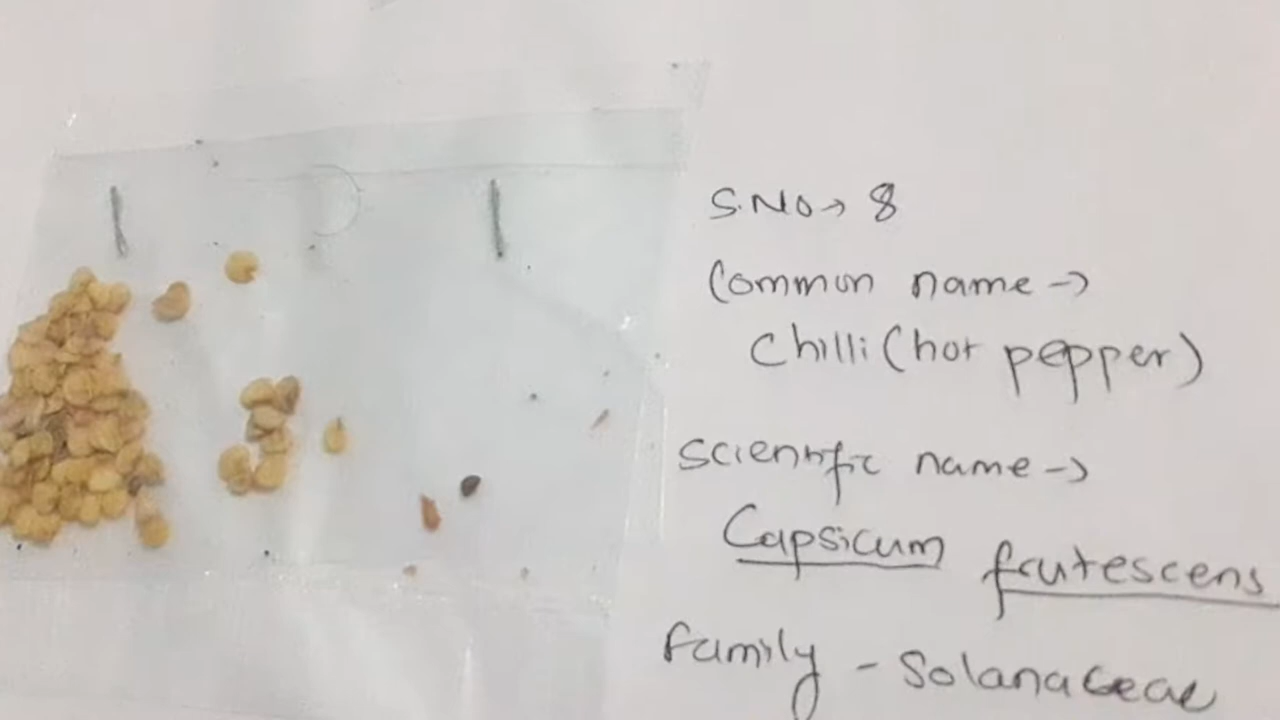 S.No→ 8
Common name →
Chilli (hot pepper)
Scientific name →
Capsicum frutescens
Family - Solanaceae